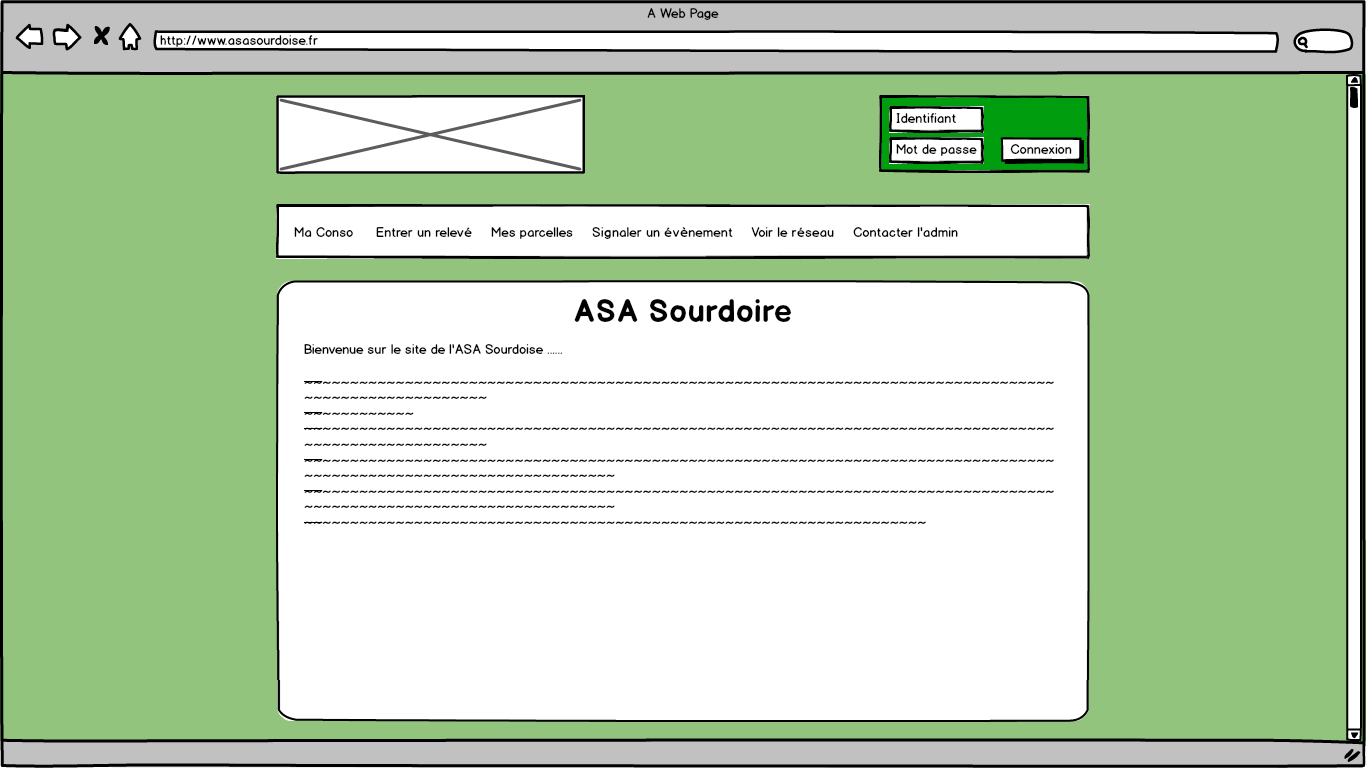 A Web Page
http://www.asasourdoise.fr
Identifiant
Mot de passe
Connexion
Ma Conso Entrer un relevé Mes parcelles Signaler un évènement Voir le réseau Contacter l'admin
ASA Sourdoire
Bienvenue sur le site de l'ASA Sourdoise ......